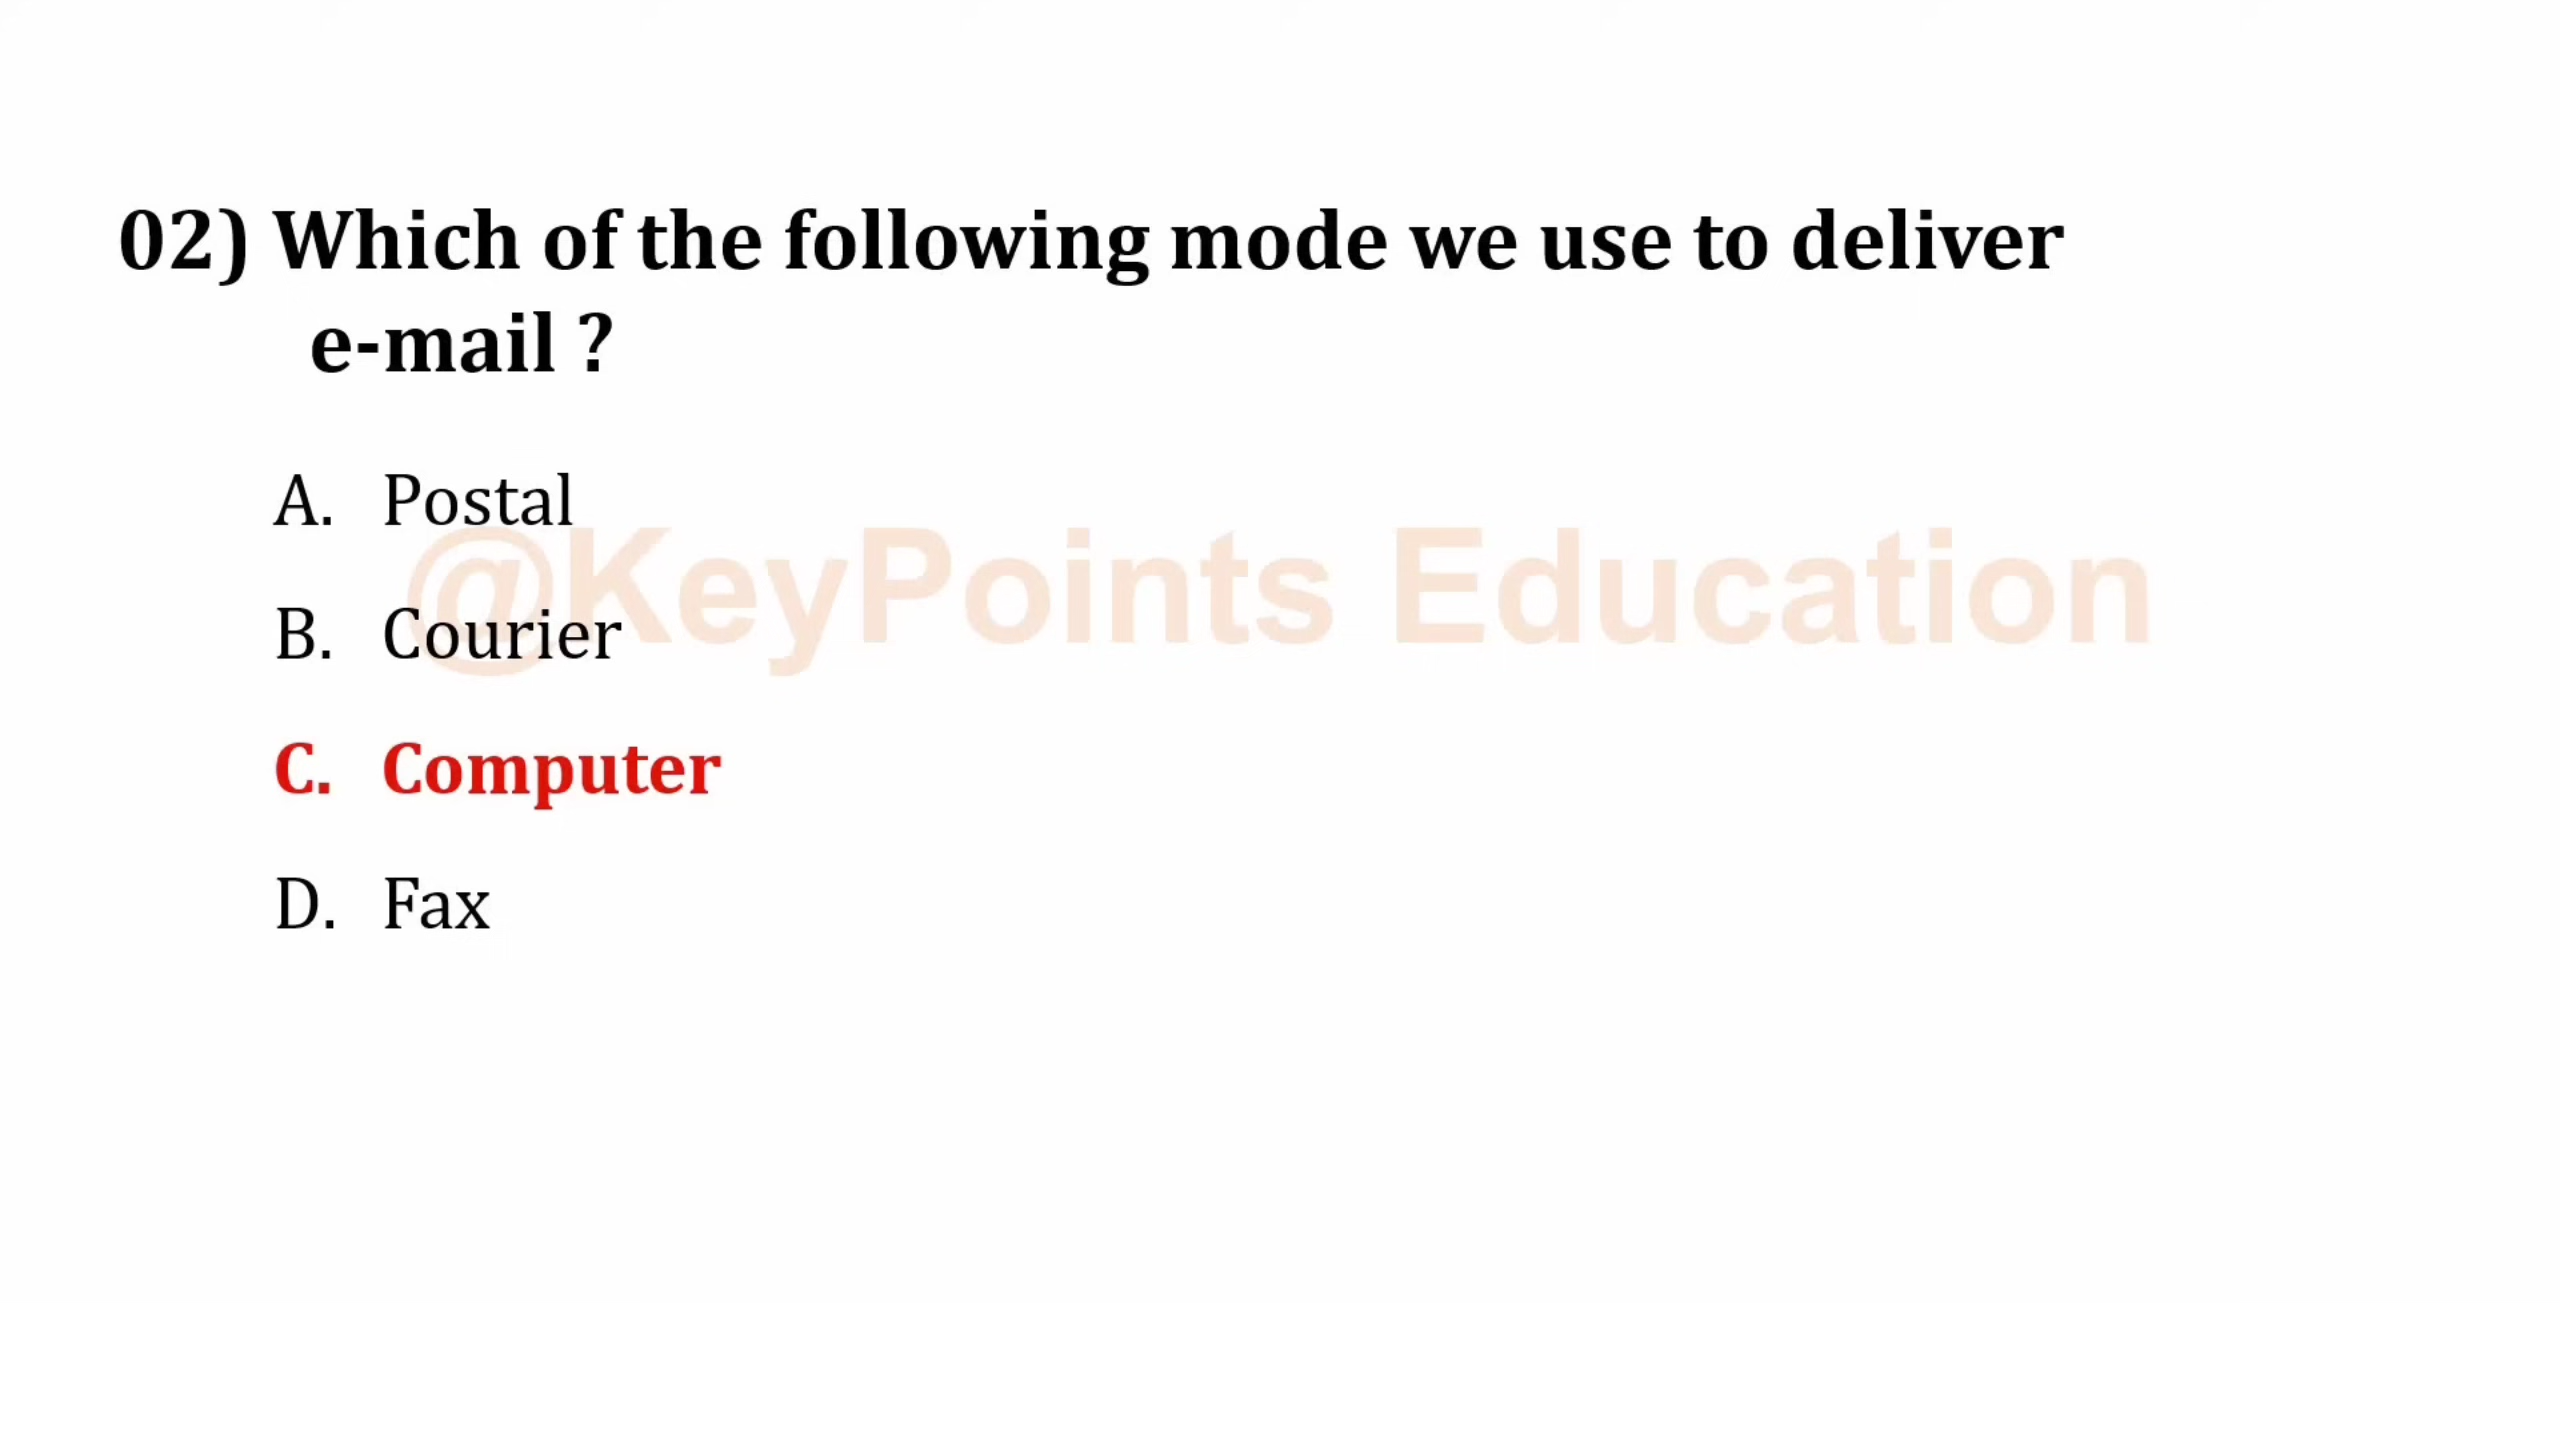 02) Which of the following mode we use to deliver
e-mail ?
A. Postal
@KeyPoints Education
B. Courier
C. Computer
D. Fax